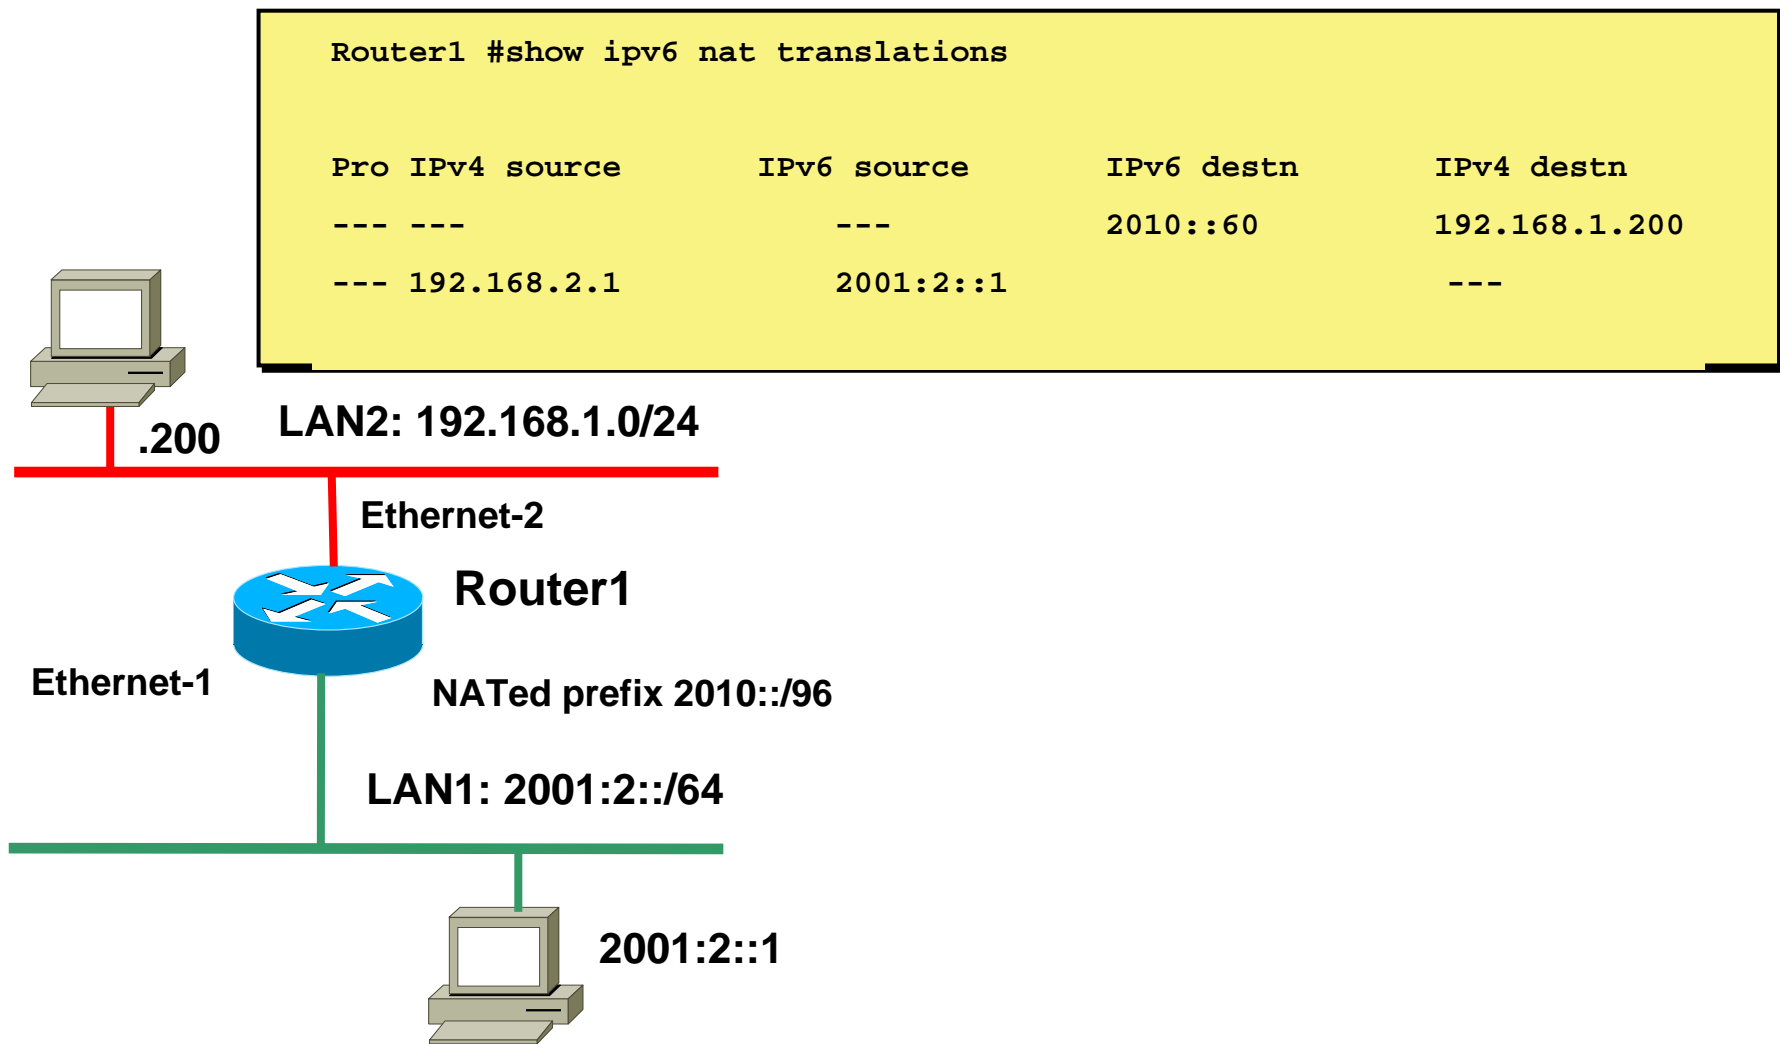 Router1 #show ipv6 nat translations
Pro IPv4 source IPv6 source IPv6 destn IPv4 destn
--- --- --- 2010::60 192.168.1.200
--- 192.168.2.1 2001:2::1 ---
.200
LAN2: 192.168.1.0/24
Ethernet-2
Router1
Ethernet-1
NATed prefix 2010::/96
LAN1: 2001:2::/64
2001:2::1